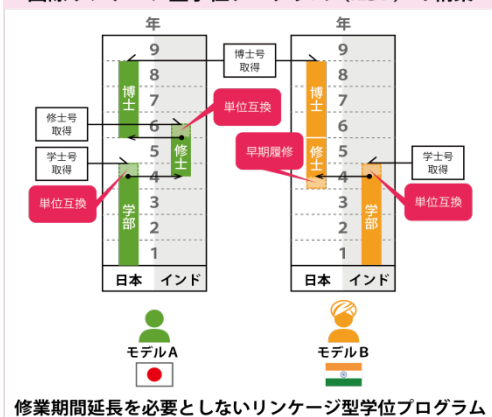 年
9
8
7
6
5
4
3
2
1
博士
修士
学部
修士号
取得
学士号
取得
単位互換
単位互換
日本
インド
モデルA
博士号
取得
年
9
8
7
6
5
4
3
2
1
博士
修士
学部
早期履修
学士号
取得
単位互換
日本
インド
モデルB
修業期間延長を必要としないリンケージ型学位プログラム